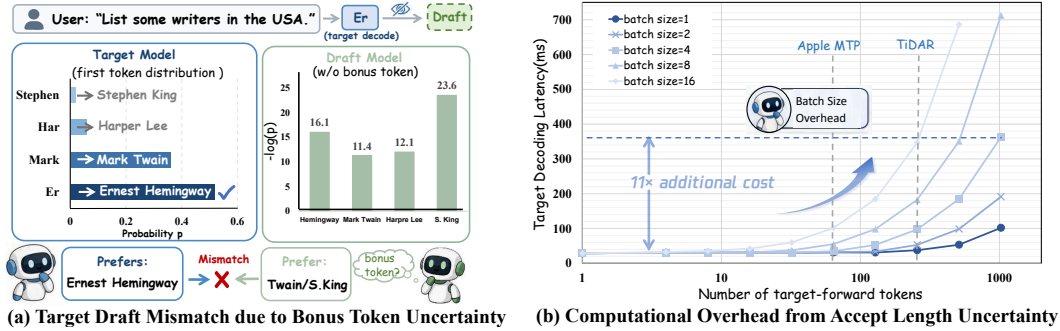 User: "List some writers in the USA."
Er
(target decode)
Draft
Target Model
(first token distribution )
Stephen
Stephen King
Har
Harper Lee
Mark
Mark Twain
Er
Ernest Hemingway
0
0.2
0.4
0.6
Probability p
Draft Model
(w/o bonus token)
-log(p)
25
20
15
10
5
0
16.1
11.4
12.1
23.6
Hemingway
Mark Twain
Harpre Lee
S. King
Prefers:
Ernest Hemingway
Mismatch
Prefer:
Twain/S.King
bonus
token?
(a) Target Draft Mismatch due to Bonus Token Uncertainty
Target Decoding Latency(ms)
700
600
500
400
300
200
100
0
batch size=1
batch size=2
batch size=4
batch size=8
batch size=16
Apple MTP
TiDAR
Batch Size
Overhead
11× additional cost
1
10
100
1000
Number of target-forward tokens
(b) Computational Overhead from Accept Length Uncertainty